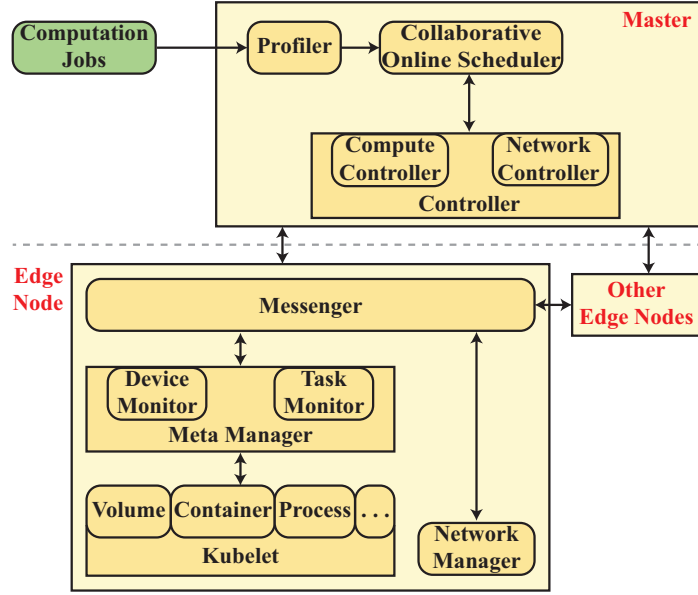 Computation
Jobs
Profiler
Collaborative
Online Scheduler
Master
Compute
Controller
Network
Controller
Controller
Edge
Node
Messenger
Other
Edge Nodes
Device
Monitor
Task
Monitor
Meta Manager
Volume
Container
Process
...
Kubelet
Network
Manager